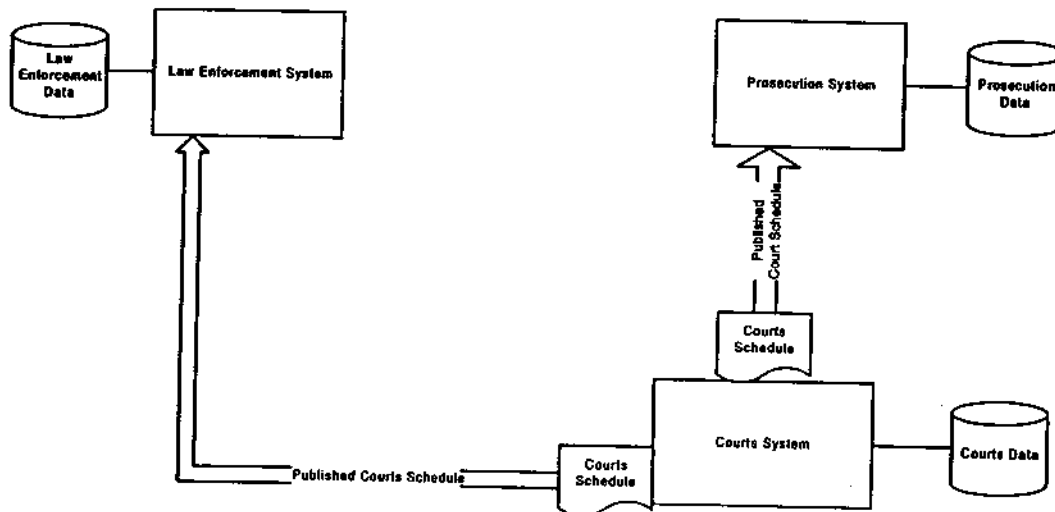 Law
Enforcement
Data
Law Enforcement System
Prosecution System
Prosecution
Data
Published
Court Schedule
Courts
Schedule
Courts System
Courts Data
Courts
Schedule
Published Courts Schedule